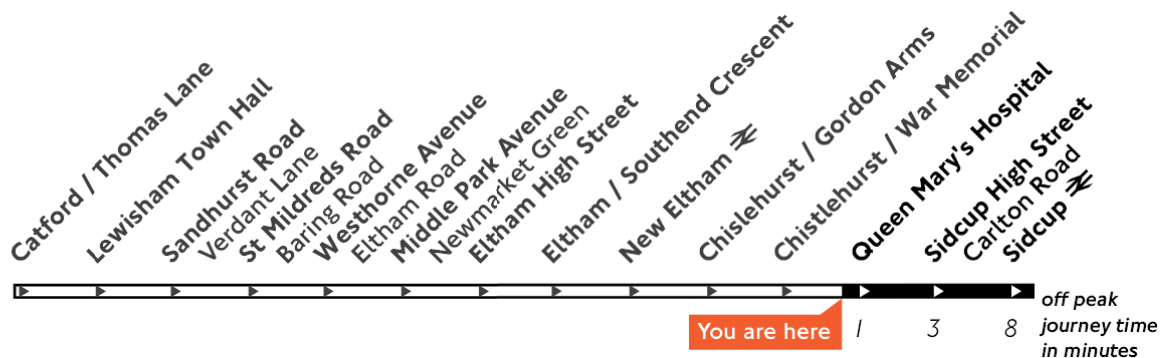 Catford / Thomas Lane
Lewisham Town Hall
Sandhurst Road
Verdant Lane
St Mildreds Road
Baring Road
Westhorne Avenue
Eltham Road
Middle Park Avenue
Newmarket Green
Eltham High Street
Eltham / Southend Crescent
New Eltham
Chislehurst / Gordon Arms
Chistlehurst / War Memorial
Queen Mary's Hospital
Sidcup High Street
Carlton Road
Sidcup
You are here
1
3
8
off peak
journey time
in minutes